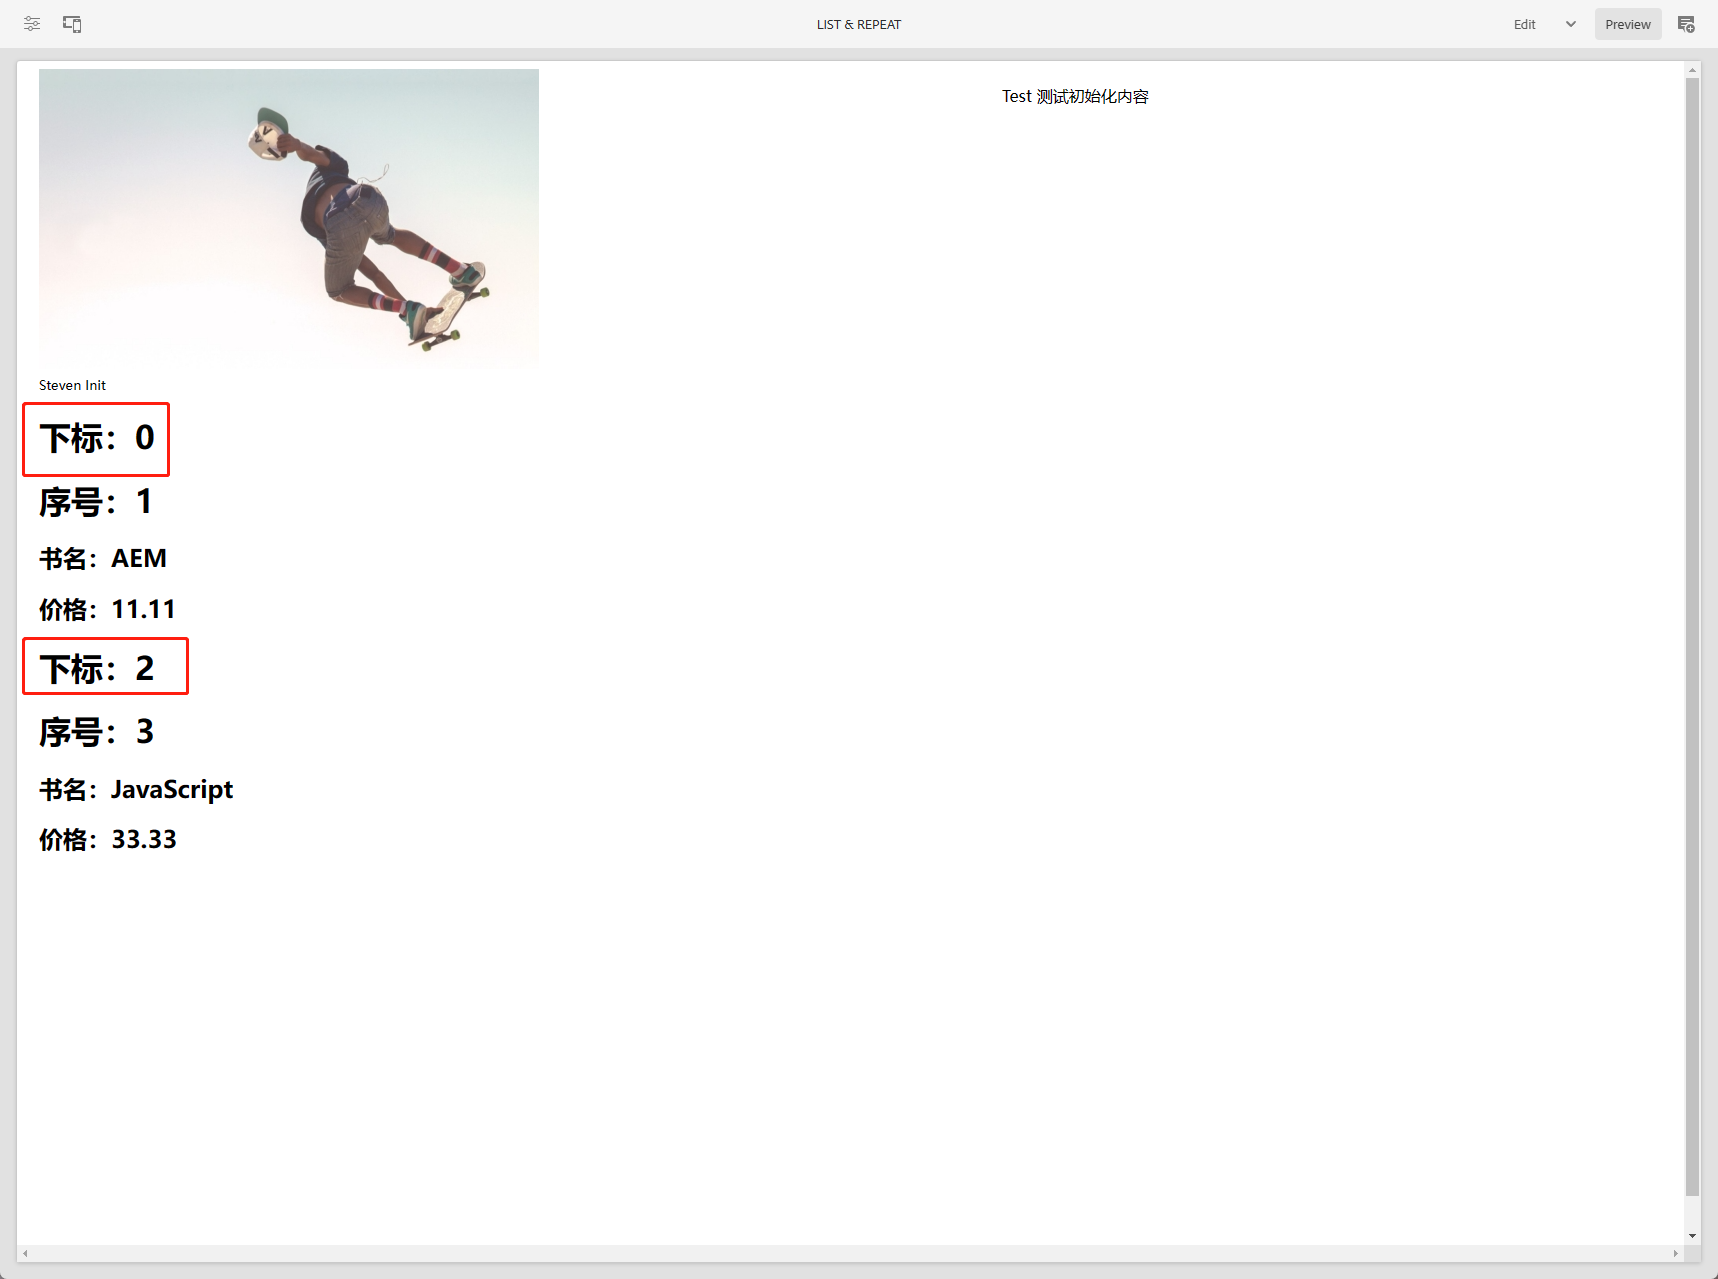 LIST & REPEAT
Edit
Preview
Test 测试初始化内容
Steven Init
下标：0
序号：1
书名：AEM
价格：11.11
下标：2
序号：3
书名：JavaScript
价格：33.33